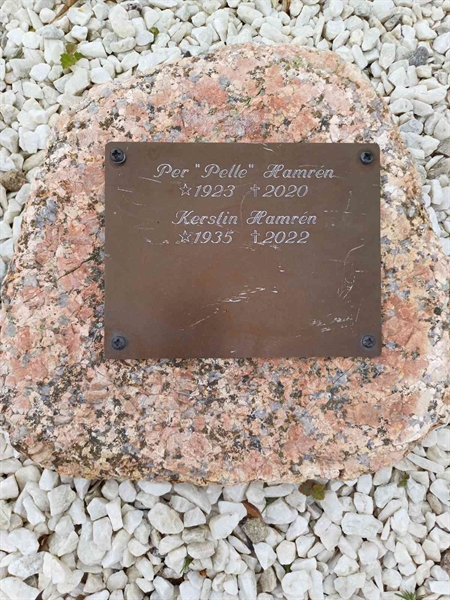 Per "Pelle" Hamrén
☆1923 ✝2020
Kerstin Hamrén
☆1935 ✝2022